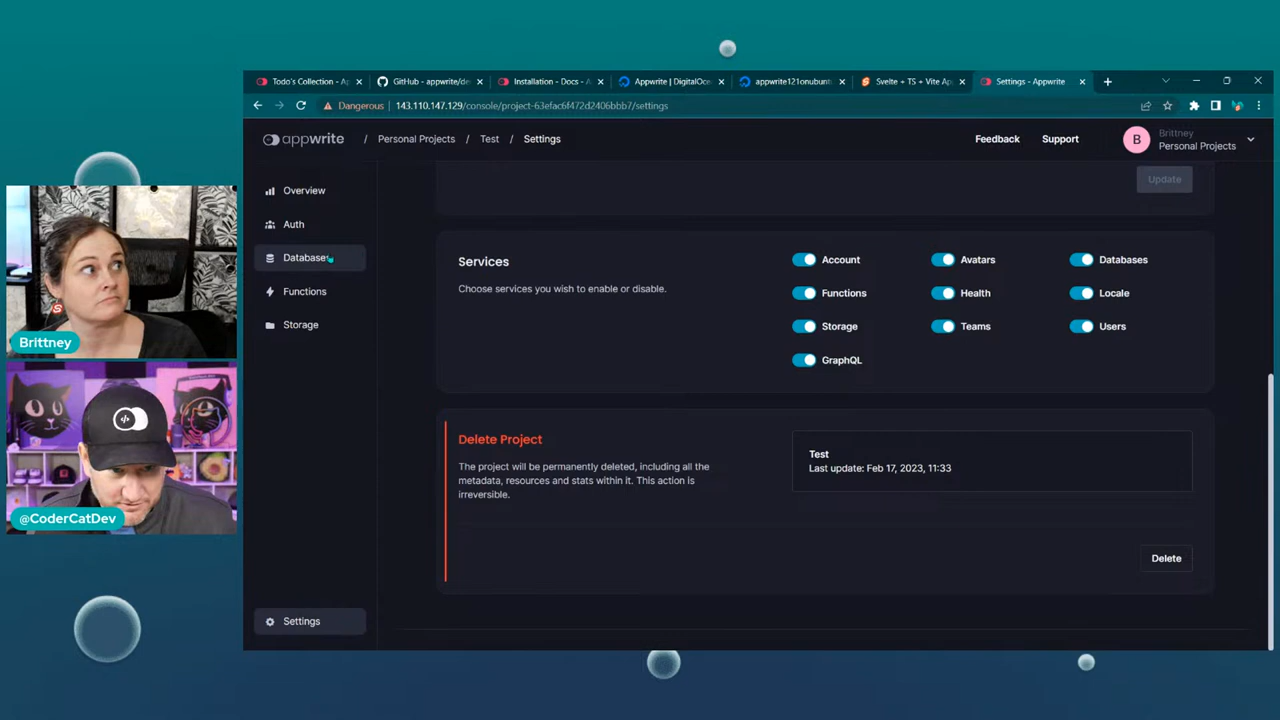 Todo's Collection - Ap
GitHub - appwrite/de
Installation - Docs - A
Appwrite | DigitalOce
appwrite121onubunt
Svelte + TS + Vite Ap
Settings - Appwrite
Dangerous
143.110.147.129/console/project-63efac6f472d2406bbb7/settings
appwrite
/ Personal Projects / Test / Settings
Feedback
Support
B
Brittney
Personal Projects
Overview
Auth
Databases
Functions
Storage
Settings
Update
Services
Choose services you wish to enable or disable.
Account
Avatars
Databases
Functions
Health
Locale
Storage
Teams
Users
GraphQL
Delete Project
The project will be permanently deleted, including all the
metadata, resources and stats within it. This action is
irreversible.
Test
Last update: Feb 17, 2023, 11:33
Delete
Brittney
</>
@CoderCatDev